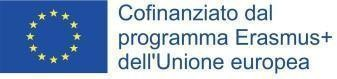 Cofinanziato dal
programma Erasmus+
dell'Unione europea